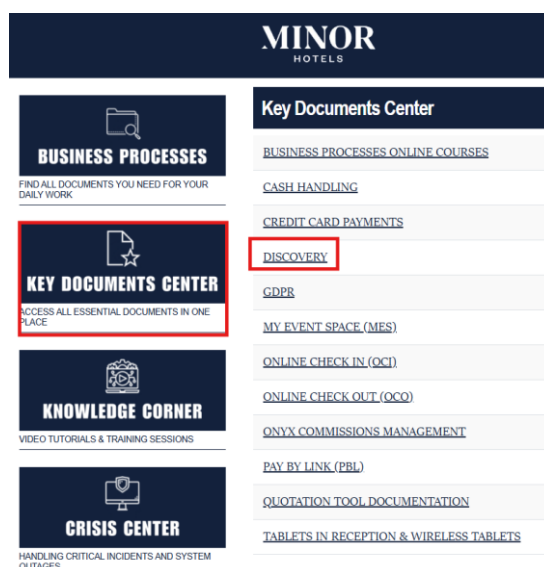 MINOR
HOTELS
BUSINESS PROCESSES
FIND ALL DOCUMENTS YOU NEED FOR YOUR
DAILY WORK
KEY DOCUMENTS CENTER
ACCESS ALL ESSENTIAL DOCUMENTS IN ONE
PLACE
KNOWLEDGE CORNER
VIDEO TUTORIALS & TRAINING SESSIONS
CRISIS CENTER
HANDLING CRITICAL INCIDENTS AND SYSTEM
OUTAGES
Key Documents Center
BUSINESS PROCESSES ONLINE COURSES
CASH HANDLING
CREDIT CARD PAYMENTS
DISCOVERY
GDPR
MY EVENT SPACE (MES)
ONLINE CHECK IN (OCI)
ONLINE CHECK OUT (OCO)
ONYX COMMISSIONS MANAGEMENT
PAY BY LINK (PBL)
QUOTATION TOOL DOCUMENTATION
TABLETS IN RECEPTION & WIRELESS TABLETS